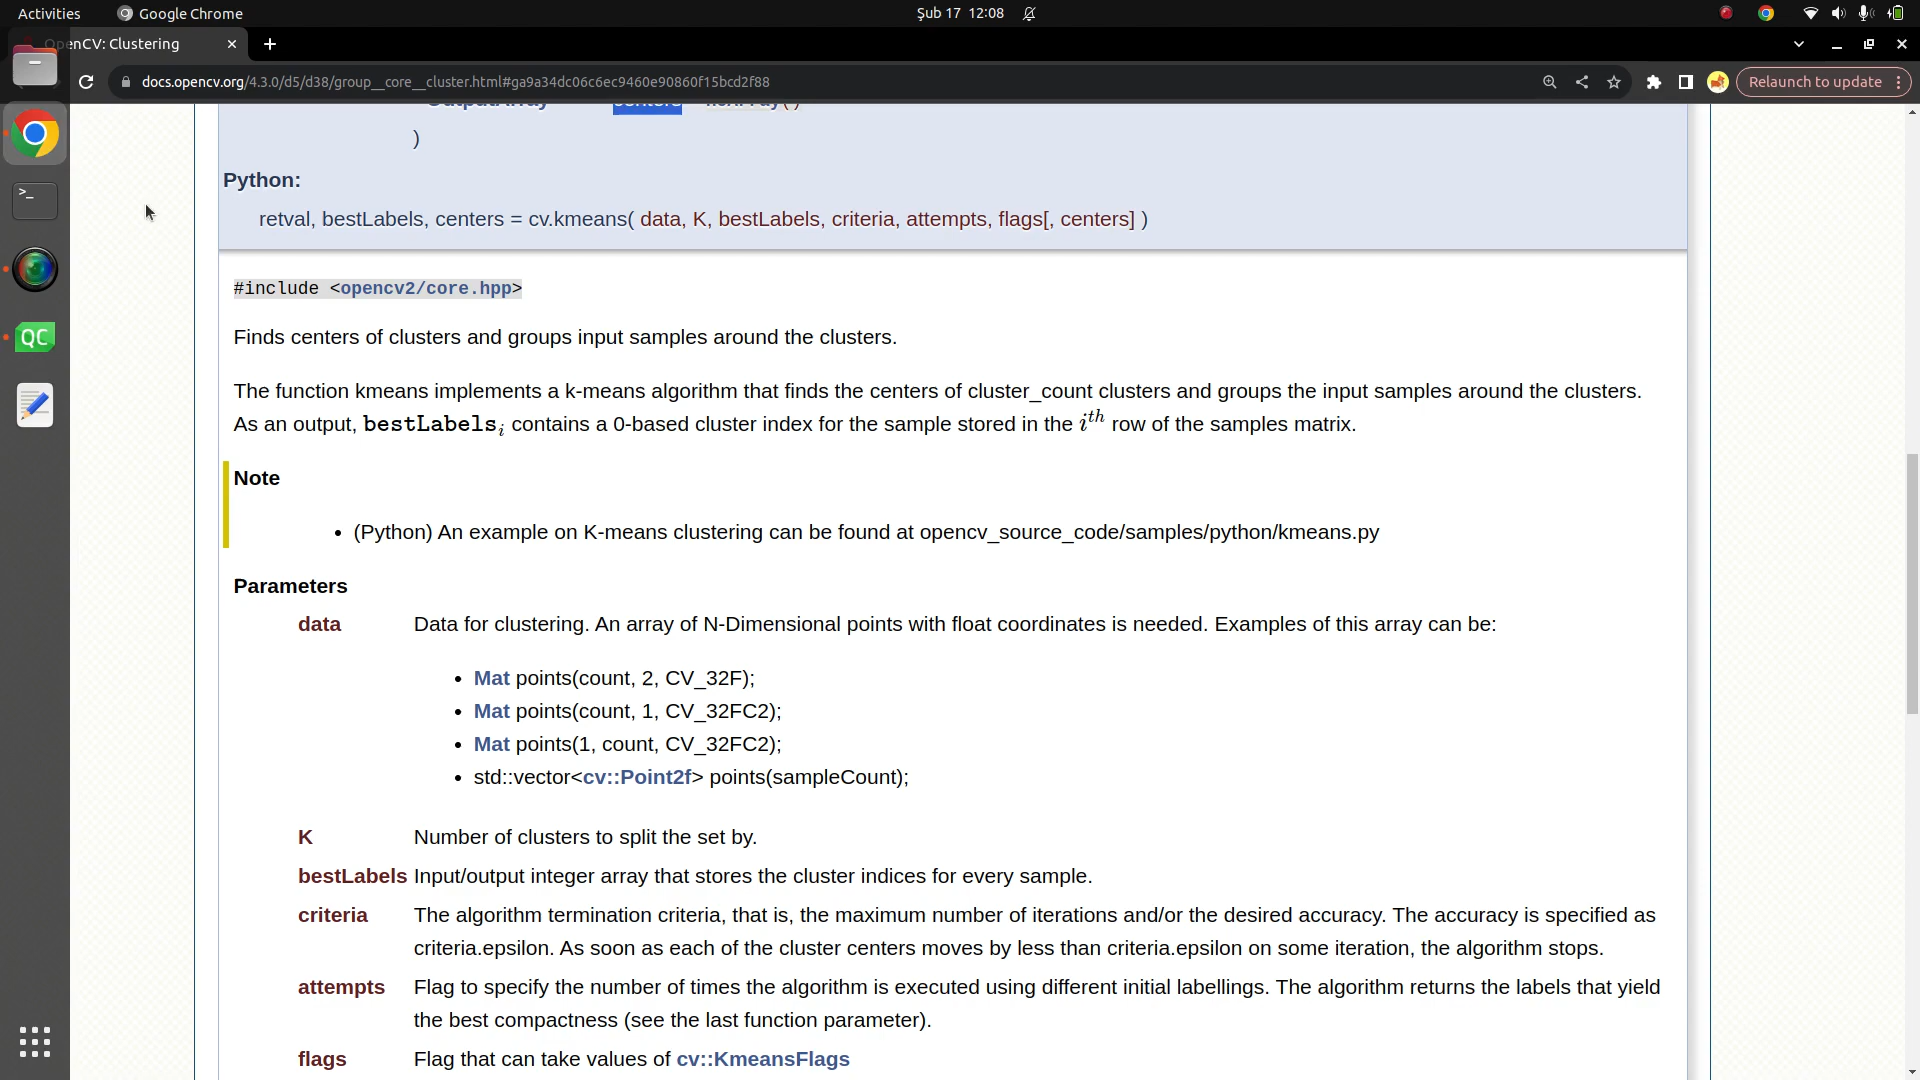 Activities Google Chrome Şub 17 12:08
OpenCV: Clustering
docs.opencv.org/4.3.0/d5/d38/group__core__cluster.html#ga9a34dc06c6ec9460e90860f15bcd2f88 Relaunch to update
OutputArray centers = noArray()
)
Python:
retval, bestLabels, centers = cv.kmeans( data, K, bestLabels, criteria, attempts, flags[, centers] )
>_
#include <opencv2/core.hpp>
QC
Finds centers of clusters and groups input samples around the clusters.
The function kmeans implements a k-means algorithm that finds the centers of cluster_count clusters and groups the input samples around the clusters.
As an output, bestLabelsᵢ contains a 0-based cluster index for the sample stored in the iᵗʰ row of the samples matrix.
Note
• (Python) An example on K-means clustering can be found at opencv_source_code/samples/python/kmeans.py
Parameters
data Data for clustering. An array of N-Dimensional points with float coordinates is needed. Examples of this array can be:
• Mat points(count, 2, CV_32F);
• Mat points(count, 1, CV_32FC2);
• Mat points(1, count, CV_32FC2);
• std::vector<cv::Point2f> points(sampleCount);
K Number of clusters to split the set by.
bestLabels Input/output integer array that stores the cluster indices for every sample.
criteria The algorithm termination criteria, that is, the maximum number of iterations and/or the desired accuracy. The accuracy is specified as
criteria.epsilon. As soon as each of the cluster centers moves by less than criteria.epsilon on some iteration, the algorithm stops.
attempts Flag to specify the number of times the algorithm is executed using different initial labellings. The algorithm returns the labels that yield
the best compactness (see the last function parameter).
flags Flag that can take values of cv::KmeansFlags